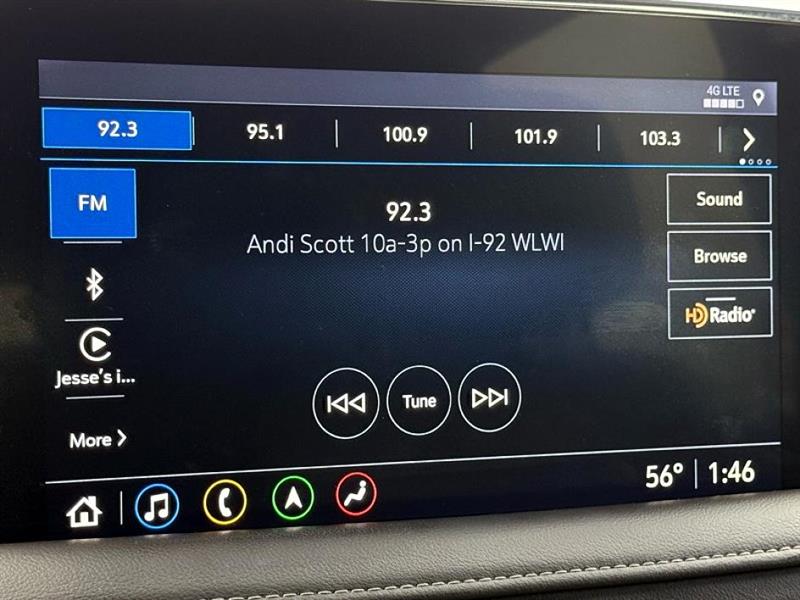 4G LTE
92.3 95.1 100.9 101.9 103.3
FM
92.3
Andi Scott 10a-3p on I-92 WLWI
Sound
Browse
HD Radio
Jesse's i...
Tune
More
56° 1:46